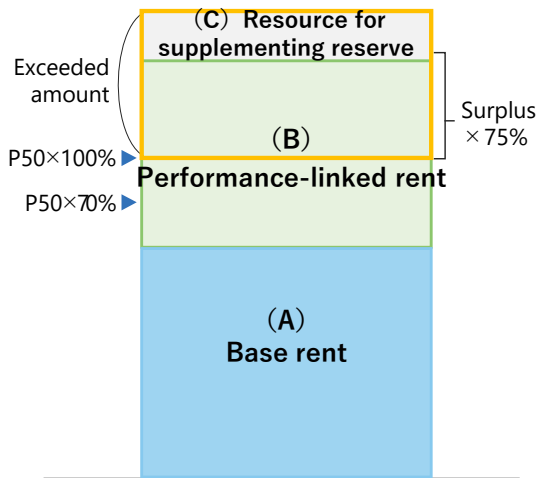 （C）Resource for
supplementing reserve
Exceeded
amount
Surplus
×75%
（B）
P50×100%
Performance-linked rent
P50×70%
（A）
Base rent